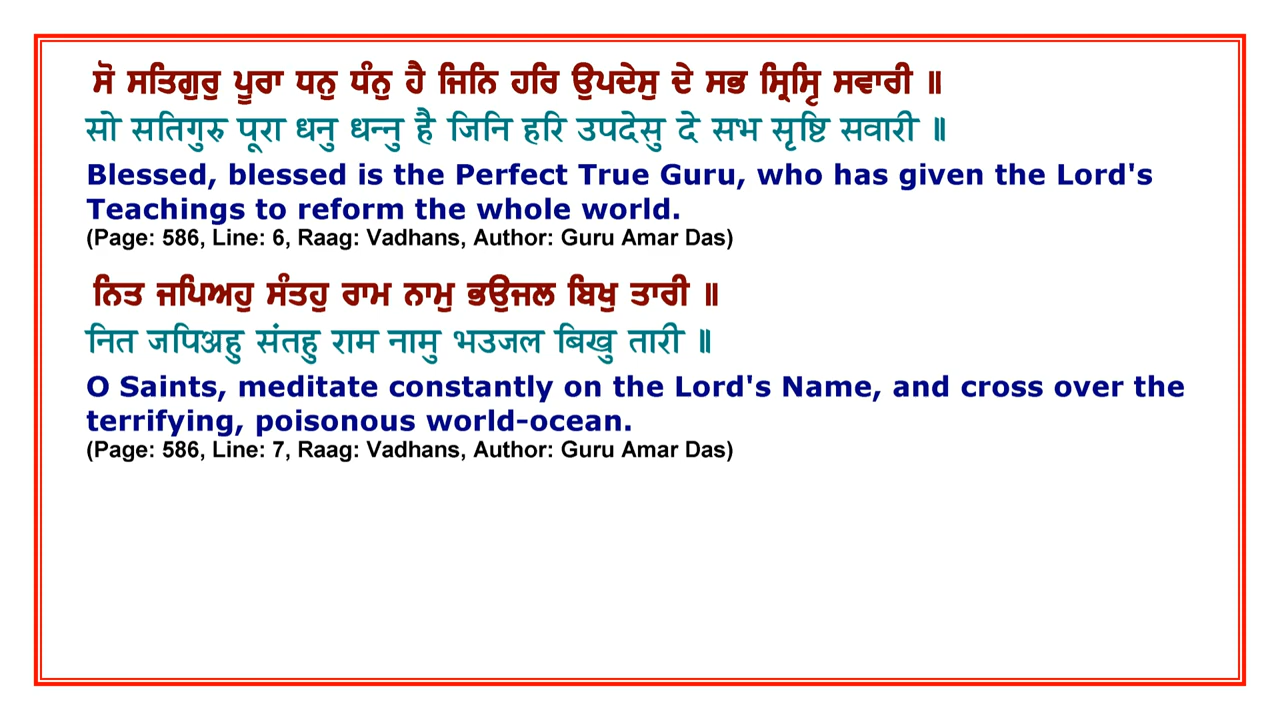 ਸੋ ਸਤਿਗੁਰੁ ਪੂਰਾ ਧਨੁ ਧੰਨੁ ਹੈ ਜਿਨਿ ਹਰਿ ਉਪਦੇਸੁ ਦੇ ਸਭ ਸ੍ਰਿਸ੍ਟਿ ਸਵਾਰੀ ॥
सो सतिगुरु पूरा धनु धन्नु है जिनि हरि उपदेसु दे सभ सृष्टि सवारी ॥
Blessed, blessed is the Perfect True Guru, who has given the Lord's
Teachings to reform the whole world.
(Page: 586, Line: 6, Raag: Vadhans, Author: Guru Amar Das)
ਨਿਤ ਜਪਿਅਹੁ ਸੰਤਹੁ ਰਾਮ ਨਾਮੁ ਭਉਜਲ ਬਿਖੁ ਤਾਰੀ ॥
नित जपिअहु संतहु राम नामु भउजल बिखु तारी ॥
O Saints, meditate constantly on the Lord's Name, and cross over the
terrifying, poisonous world-ocean.
(Page: 586, Line: 7, Raag: Vadhans, Author: Guru Amar Das)